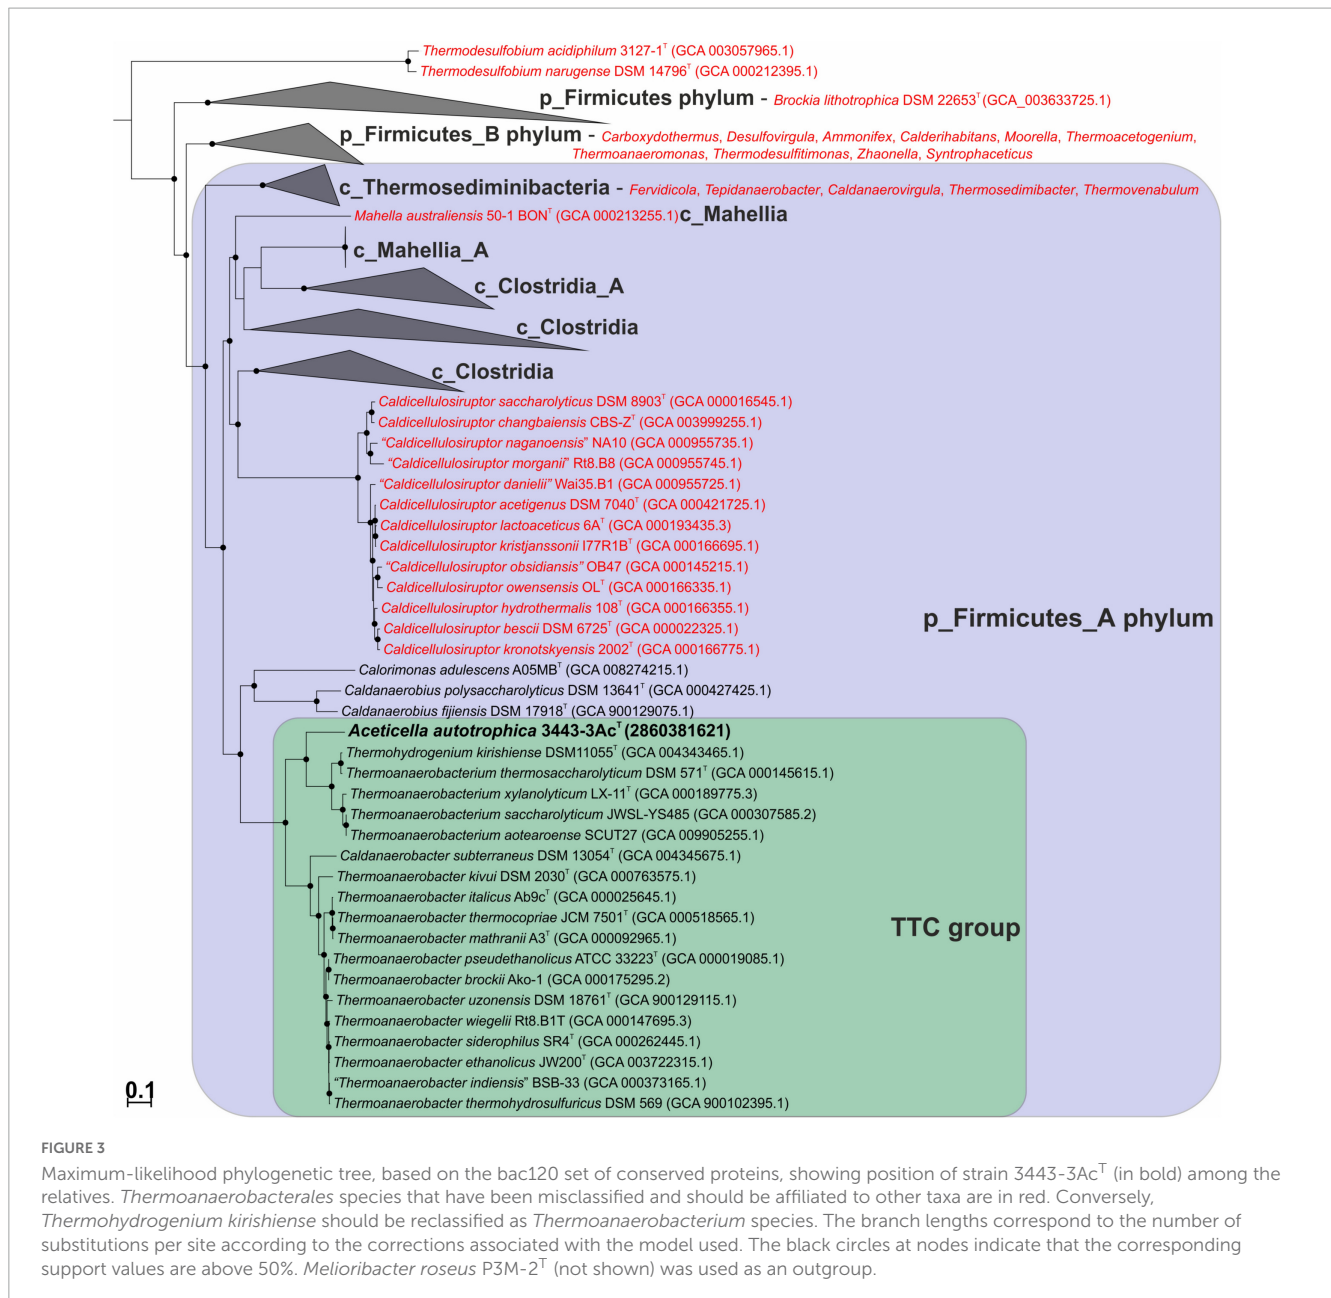 Thermodesulfobium acidiphilum 3127-1T (GCA 003057965.1)
Thermodesulfobium narugense DSM 14796T (GCA 000212395.1)
p_Firmicutes phylum - Brockia lithotrophica DSM 22653T(GCA_003633725.1)
p_Firmicutes_B phylum - Carboxydothermus, Desulfovirgula, Ammonifex, Calderihabitans, Moorella, Thermoacetogenium,
Thermoanaeromonas, Thermodesulfitimonas, Zhaonella, Syntrophaceticus
c_Thermosediminibacteria - Fervidicola, Tepidanaerobacter, Caldanaerovirgula, Thermosedimibacter, Thermovenabulum
Mahella australiensis 50-1 BONT (GCA 000213255.1) c_Mahellia
c_Mahellia_A
c_Clostridia_A
c_Clostridia
c_Clostridia
Caldicellulosiruptor saccharolyticus DSM 8903T (GCA 000016545.1)
Caldicellulosiruptor changbaiensis CBS-ZT (GCA 003999255.1)
"Caldicellulosiruptor naganoensis" NA10 (GCA 000955735.1)
"Caldicellulosiruptor morganii" Rt8.B8 (GCA 000955745.1)
"Caldicellulosiruptor danielii" Wai35.B1 (GCA 000955725.1)
Caldicellulosiruptor acetigenus DSM 7040T (GCA 000421725.1)
Caldicellulosiruptor lactoaceticus 6AT (GCA 000193435.3)
Caldicellulosiruptor kristjanssonii I77R1BT (GCA 000166695.1)
"Caldicellulosiruptor obsidiansis" OB47 (GCA 000145215.1)
Caldicellulosiruptor owensensis OLT (GCA 000166335.1)
Caldicellulosiruptor hydrothermalis 108T (GCA 000166355.1)
Caldicellulosiruptor bescii DSM 6725T (GCA 000022325.1)
Caldicellulosiruptor kronotskyensis 2002T (GCA 000166775.1)
p_Firmicutes_A phylum
Calorimonas adulescens A05MBT (GCA 008274215.1)
Caldanaerobius polysaccharolyticus DSM 13641T (GCA 000427425.1)
Caldanaerobius fijiensis DSM 17918T (GCA 900129075.1)
Aceticella autotrophica 3443-3AcT (2860381621)
Thermohydrogenium kirishiense DSM11055T (GCA 004343465.1)
Thermoanaerobacterium thermosaccharolyticum DSM 571T (GCA 000145615.1)
Thermoanaerobacterium xylanolyticum LX-11T (GCA 000189775.3)
Thermoanaerobacterium saccharolyticum JWSL-YS485 (GCA 000307585.2)
Thermoanaerobacterium aotearoense SCUT27 (GCA 009905255.1)
Caldanaerobacter subterraneus DSM 13054T (GCA 004345675.1)
Thermoanaerobacter kivui DSM 2030T (GCA 000763575.1)
Thermoanaerobacter italicus Ab9cT (GCA 000025645.1)
Thermoanaerobacter thermocopriae JCM 7501T (GCA 000518565.1)
TTC group
Thermoanaerobacter mathranii A3T (GCA 000092965.1)
Thermoanaerobacter pseudethanolicus ATCC 33223T (GCA 000019085.1)
Thermoanaerobacter brockii Ako-1 (GCA 000175295.2)
Thermoanaerobacter uzonensis DSM 18761T (GCA 900129115.1)
Thermoanaerobacter wiegelii Rt8.B1T (GCA 000147695.3)
Thermoanaerobacter siderophilus SR4T (GCA 000262445.1)
Thermoanaerobacter ethanolicus JW200T (GCA 003722315.1)
"Thermoanaerobacter indiensis" BSB-33 (GCA 000373165.1)
Thermoanaerobacter thermohydrosulfuricus DSM 569 (GCA 900102395.1)
0.1
FIGURE 3
Maximum-likelihood phylogenetic tree, based on the bac120 set of conserved proteins, showing position of strain 3443-3AcT (in bold) among the
relatives. Thermoanaerobacterales species that have been misclassified and should be affiliated to other taxa are in red. Conversely,
Thermohydrogenium kirishiense should be reclassified as Thermoanaerobacterium species. The branch lengths correspond to the number of
substitutions per site according to the corrections associated with the model used. The black circles at nodes indicate that the corresponding
support values are above 50%. Melioribacter roseus P3M-2T (not shown) was used as an outgroup.